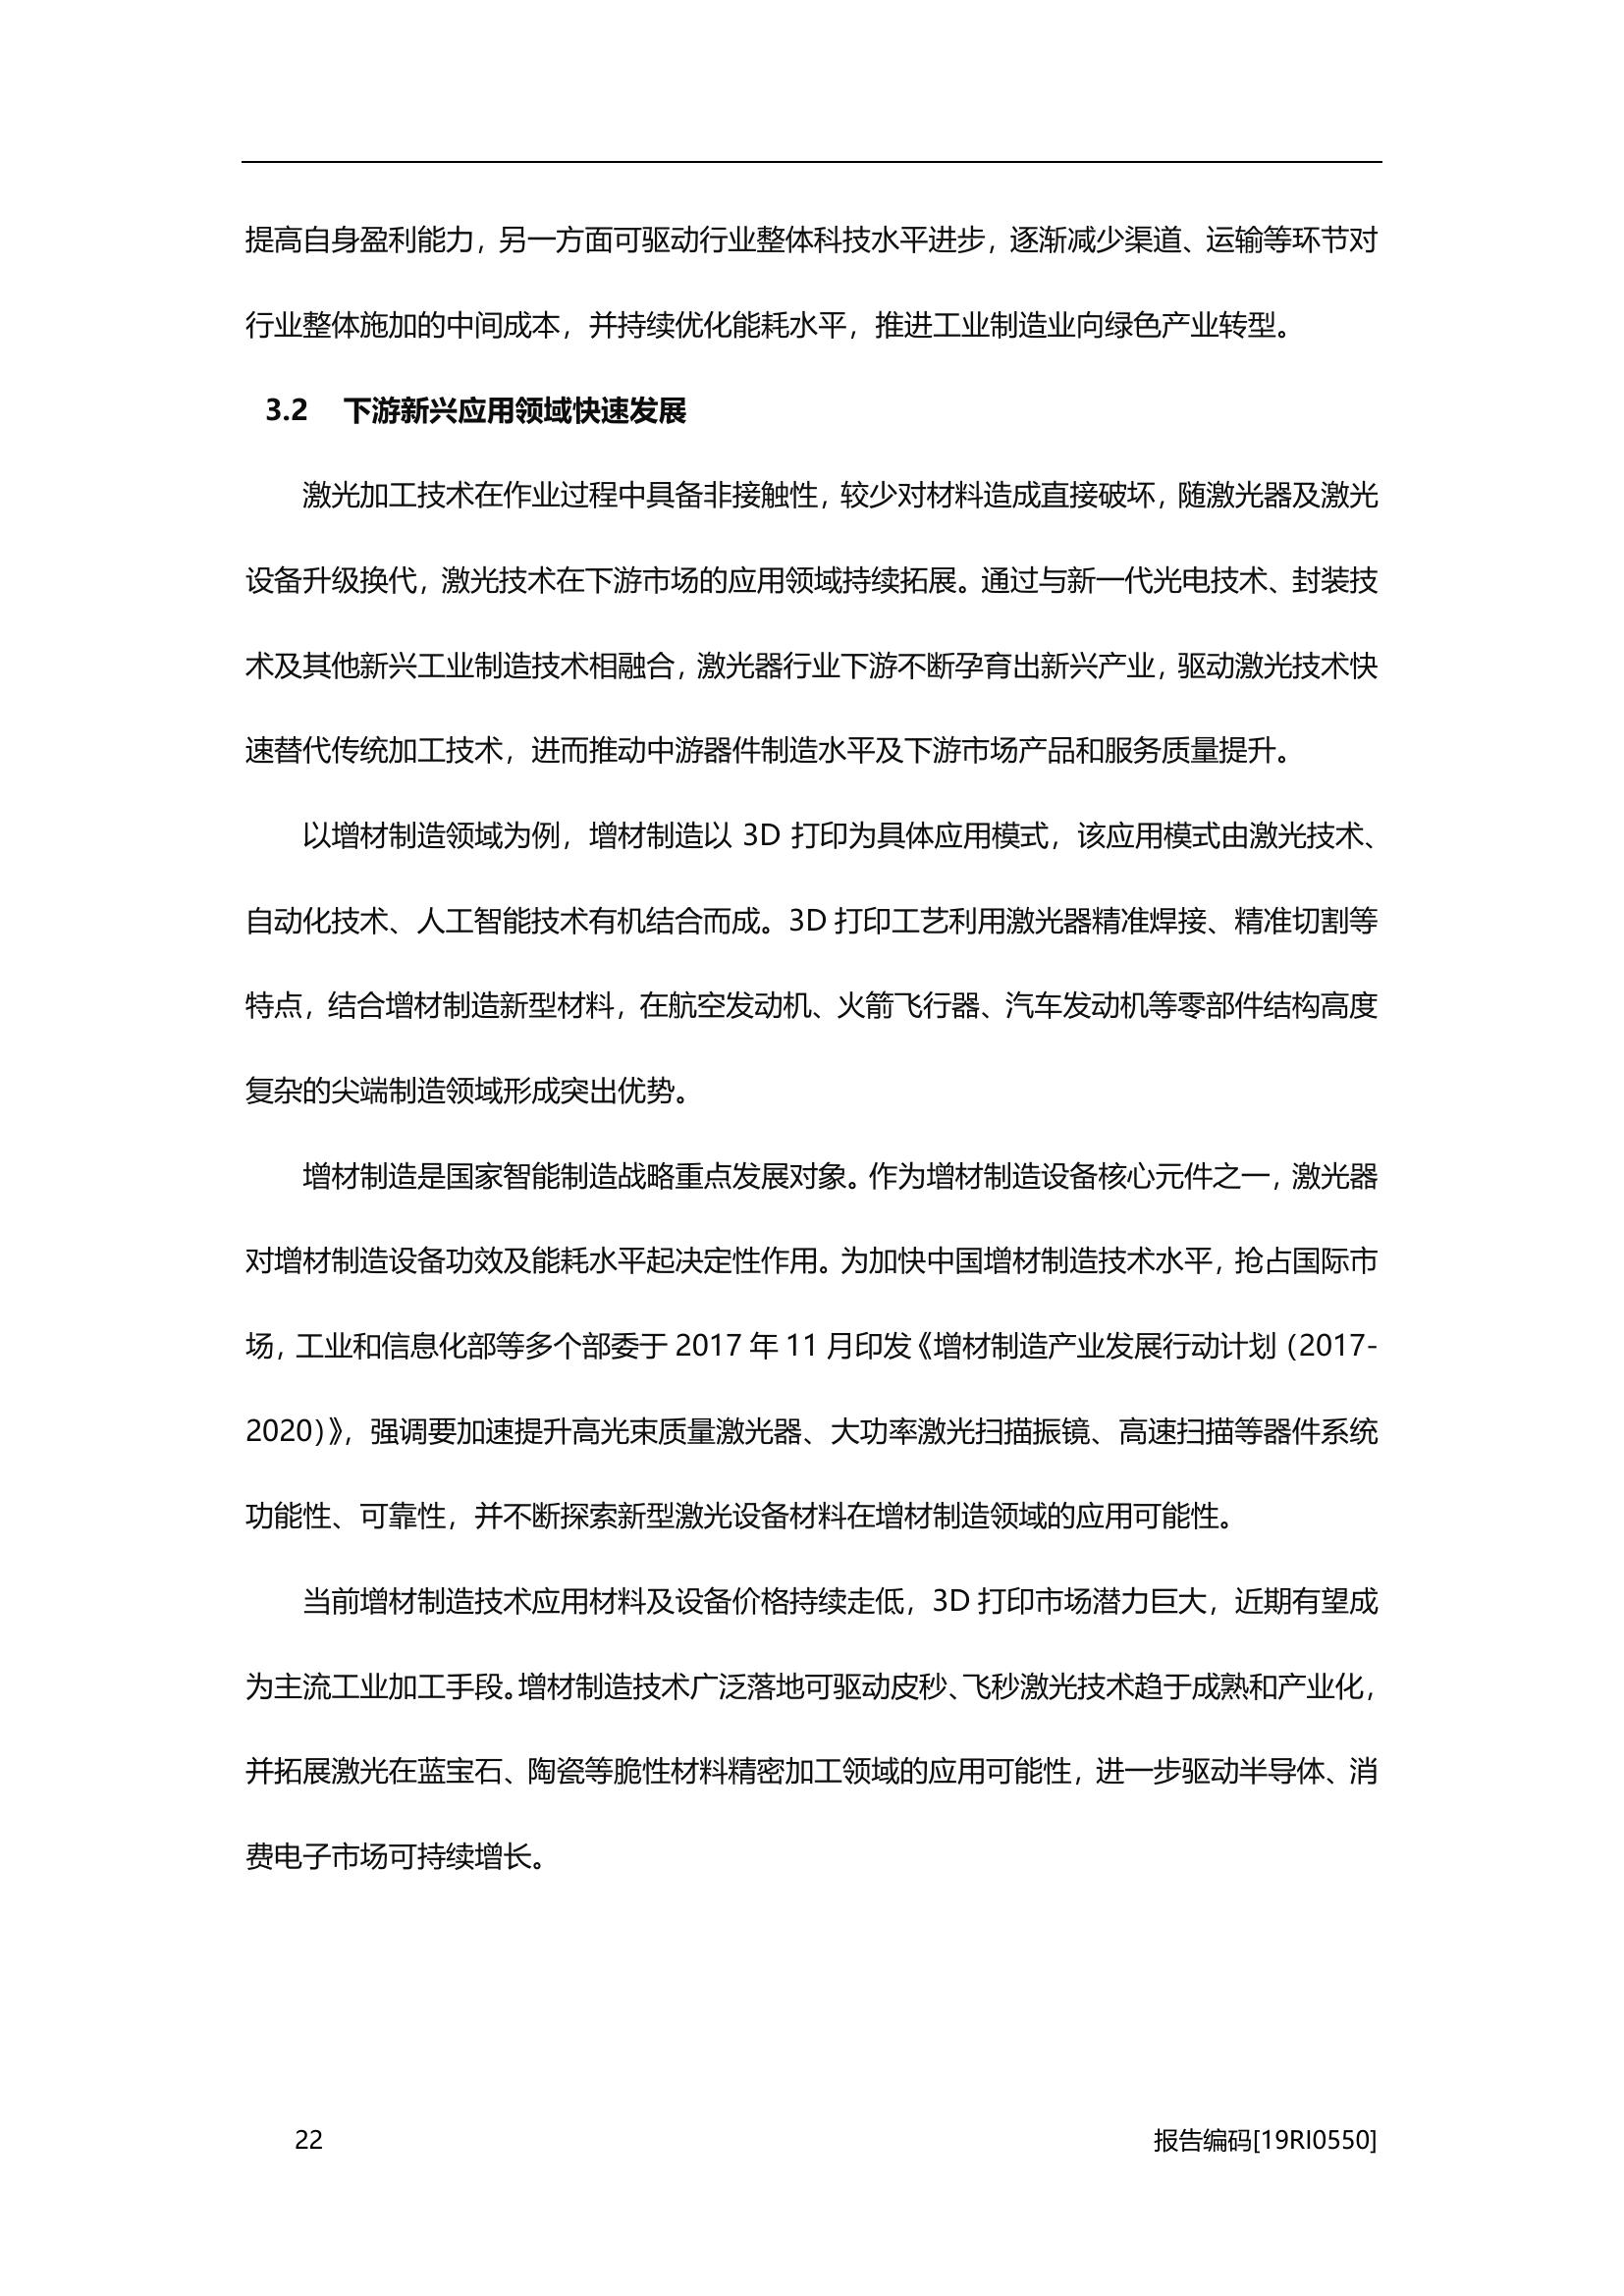 提高自身盈利能力，另一方面可驱动行业整体科技水平进步，逐渐减少渠道、运输等环节对
行业整体施加的中间成本，并持续优化能耗水平，推进工业制造业向绿色产业转型。
3.2 下游新兴应用领域快速发展
激光加工技术在作业过程中具备非接触性，较少对材料造成直接破坏，随激光器及激光
设备升级换代，激光技术在下游市场的应用领域持续拓展。通过与新一代光电技术、封装技
术及其他新兴工业制造技术相融合，激光器行业下游不断孕育出新兴产业，驱动激光技术快
速替代传统加工技术，进而推动中游器件制造水平及下游市场产品和服务质量提升。
以增材制造领域为例，增材制造以 3D 打印为具体应用模式，该应用模式由激光技术、
自动化技术、人工智能技术有机结合而成。3D 打印工艺利用激光器精准焊接、精准切割等
特点，结合增材制造新型材料，在航空发动机、火箭飞行器、汽车发动机等零部件结构高度
复杂的尖端制造领域形成突出优势。
增材制造是国家智能制造战略重点发展对象。作为增材制造设备核心元件之一，激光器
对增材制造设备功效及能耗水平起决定性作用。为加快中国增材制造技术水平，抢占国际市
场，工业和信息化部等多个部委于 2017 年 11 月印发《增材制造产业发展行动计划（2017-
2020）》，强调要加速提升高光束质量激光器、大功率激光扫描振镜、高速扫描等器件系统
功能性、可靠性，并不断探索新型激光设备材料在增材制造领域的应用可能性。
当前增材制造技术应用材料及设备价格持续走低，3D 打印市场潜力巨大，近期有望成
为主流工业加工手段。增材制造技术广泛落地可驱动皮秒、飞秒激光技术趋于成熟和产业化，
并拓展激光在蓝宝石、陶瓷等脆性材料精密加工领域的应用可能性，进一步驱动半导体、消
费电子市场可持续增长。
22 报告编码[19RI0550]